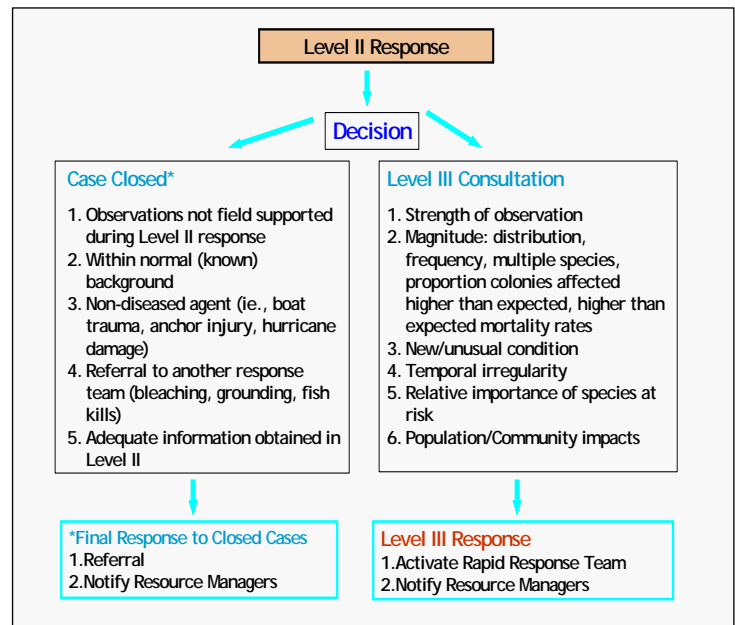 Level II Response
Decision
Case Closed*
1. Observations not field supported
during Level II response
2. Within normal (known)
background
3. Non-diseased agent (ie., boat
trauma, anchor injury, hurricane
damage)
4. Referral to another response
team (bleaching, grounding, fish
kills)
5. Adequate information obtained in
Level II
Level III Consultation
1. Strength of observation
2. Magnitude: distribution,
frequency, multiple species,
proportion colonies affected
higher than expected, higher than
expected mortality rates
3. New/unusual condition
4. Temporal irregularity
5. Relative importance of species at
risk
6. Population/Community impacts
*Final Response to Closed Cases
1.Referral
2.Notify Resource Managers
Level III Response
1.Activate Rapid Response Team
2.Notify Resource Managers